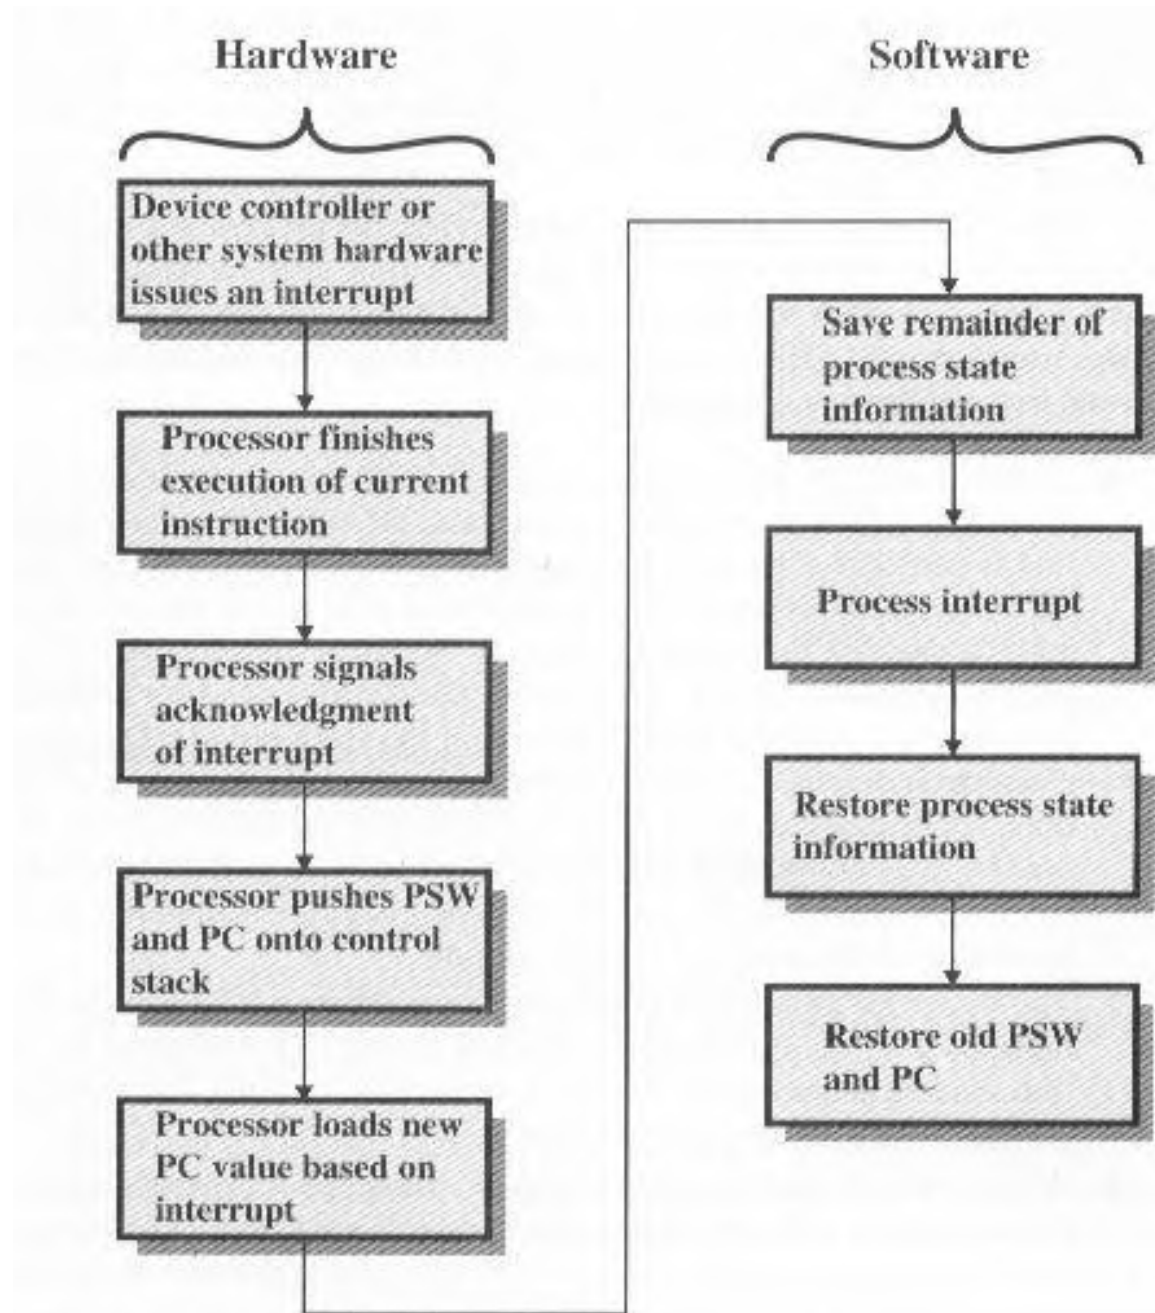 Hardware
Device controller or
other system hardware
issues an interrupt
Processor finishes
execution of current
instruction
Processor signals
acknowledgment
of interrupt
Processor pushes PSW
and PC onto control
stack
Processor loads new
PC value based on
interrupt
Software
Save remainder of
process state
information
Process interrupt
Restore process state
information
Restore old PSW
and PC